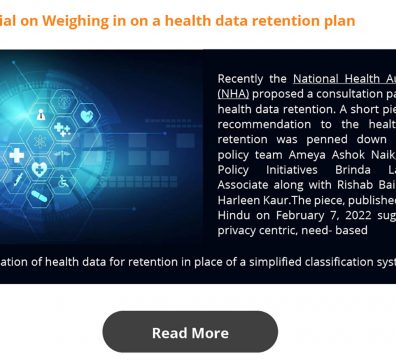 ial on Weighing in on a health data retention plan
Recently the National Health Au
(NHA) proposed a consultation pa
health data retention. A short pie
recommendation to the healt
retention was penned down
policy team Ameya Ashok Naik,
Policy Initiatives Brinda La
Associate along with Rishab Bai
Harleen Kaur.The piece, published
Hindu on February 7, 2022 sug
privacy centric, need- based
ation of health data for retention in place of a simplified classification syst
Read More